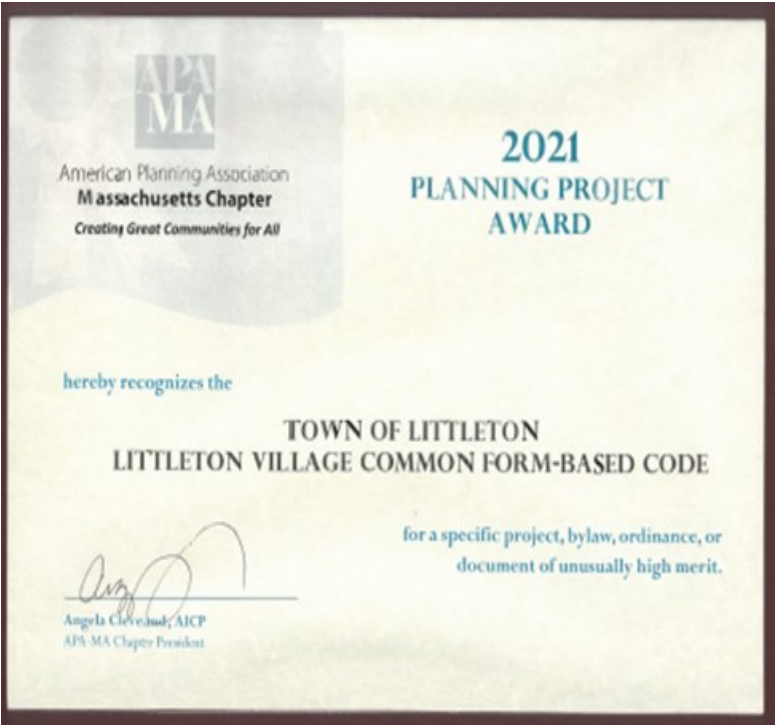 APA
MA
American Planning Association
Massachusetts Chapter
Creating Great Communities for All
2021
PLANNING PROJECT
AWARD
hereby recognizes the
TOWN OF LITTLETON
LITTLETON VILLAGE COMMON FORM-BASED CODE
for a specific project, bylaw, ordinance, or
document of unusually high merit.
Angela Cleveland, AICP
APA-MA Chapter President